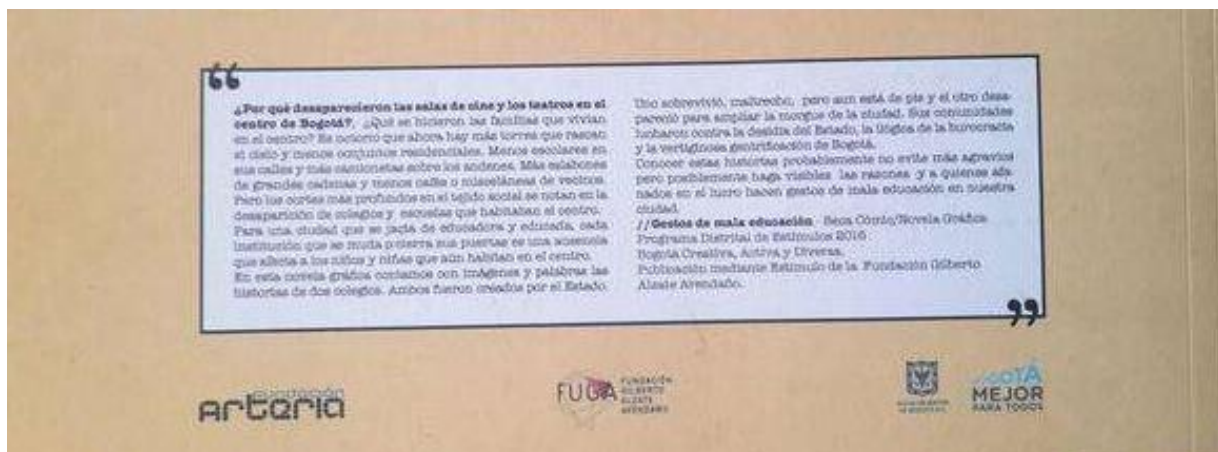 “
¿Por qué desaparecieron las salas de cine y los teatros en el
centro de Bogotá?, ¿Qué se hicieron las familias que vivían
en el centro? Es notorio que ahora hay más torres que rascan
el cielo y menos conjuntos residenciales. Menos escolares en
sus calles y más camionetas sobre los andenes. Más eslabones
de grandes cadenas y menos cafés o misceláneas de vecinos.
Pero los cortes más profundos en el tejido social se notan en la
desaparición de colegios y escuelas que habitaban el centro.
Para una ciudad que se jacta de educadora y educada, cada
institución que se muda o cierra sus puertas es una ausencia
que afecta a los niños y niñas que aún habitan en el centro.
En esta novela gráfica contamos con imágenes y palabras las
historias de dos colegios. Ambos fueron creados por el Estado.
Uno sobrevivió, maltrecho, pero aun está de pie y el otro desa-
pareció para ampliar la morgue de la ciudad. Sus comunidades
lucharon contra la desidia del Estado, la ilógica de la burocracia
y la vertiginosa gentrificación de Bogotá.
Conocer estas historias probablemente no evite más agravios
pero posiblemente haga visibles las razones y a quienes afa-
nados en el lucro hacen gestos de mala educación en nuestra
ciudad.
//Gestos de mala educación Beca Cómic/Novela Gráfica
Programa Distrital de Estímulos 2016
Bogotá Creativa, Activa y Diversa.
Publicación mediante Estímulo de la Fundación Gilberto
Alzate Avendaño.
”
FUNDACIÓN
Arteria
FUGA
FUNDACIÓN
GILBERTO
ALZATE
AVENDAÑO
BOGOTÁ
MEJOR
PARA TODOS